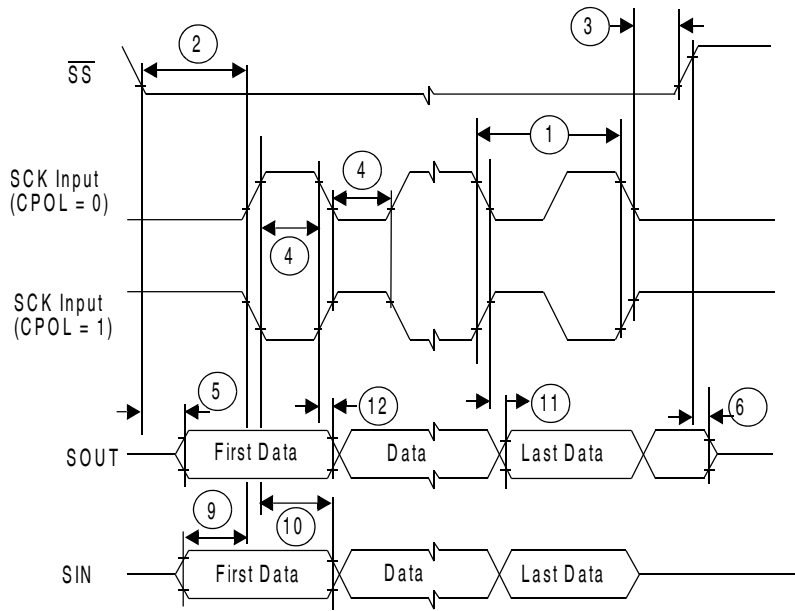 2
3
SS
1
SCK Input
(CPOL = 0)
4
4
SCK Input
(CPOL = 1)
5
12
11
6
SOUT
First Data
Data
Last Data
9
10
SIN
First Data
Data
Last Data